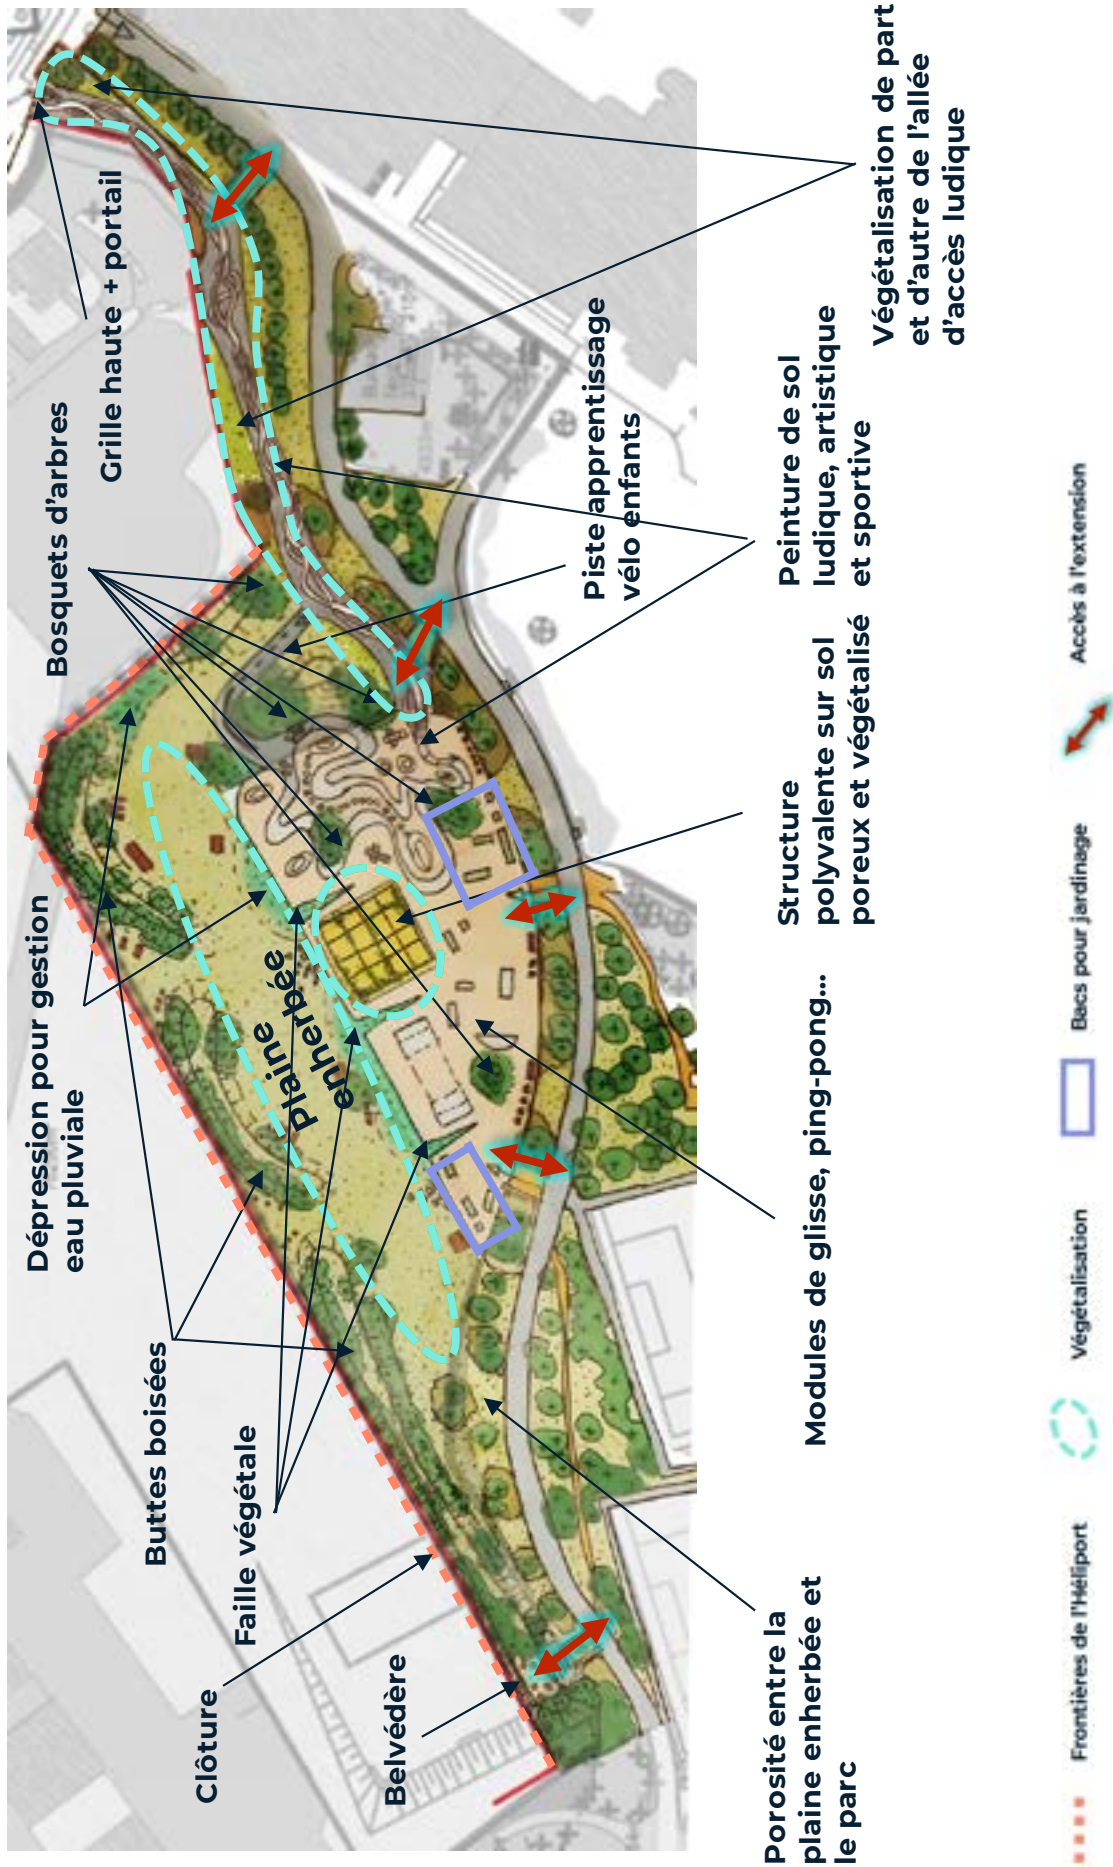 Dépression pour gestion
eau pluviale
Bosquets d'arbres
Grille haute + portail
Buttes boisées
Faille végétale
Clôture
Belvédère
Plaine
enherbée
Piste apprentissage
vélo enfants
Porosité entre la
plaine enherbée et
le parc
Modules de glisse, ping-pong...
Structure
polyvalente sur sol
poreux et végétalisé
Peinture de sol
ludique, artistique
et sportive
Végétalisation de part
et d'autre de l'allée
d'accès ludique
Frontières de l'Héliport
Végétalisation
Bacs pour jardinage
Accès à l'extension